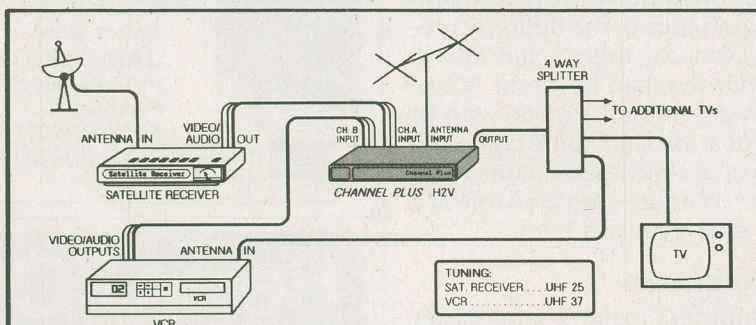 4 WAY
SPLITTER
TO ADDITIONAL TVs
ANTENNA IN
VIDEO/
AUDIO OUT
CH. B
INPUT
CH.A
INPUT
ANTENNA
INPUT
OUTPUT
Satellite Receiver
SATELLITE RECEIVER
Channel Plus
CHANNEL PLUS H2V
VIDEO/AUDIO
OUTPUTS
ANTENNA IN
02
VCR
VCR
TV
TUNING:
SAT. RECEIVER ....UHF 25
VCR .............UHF 37